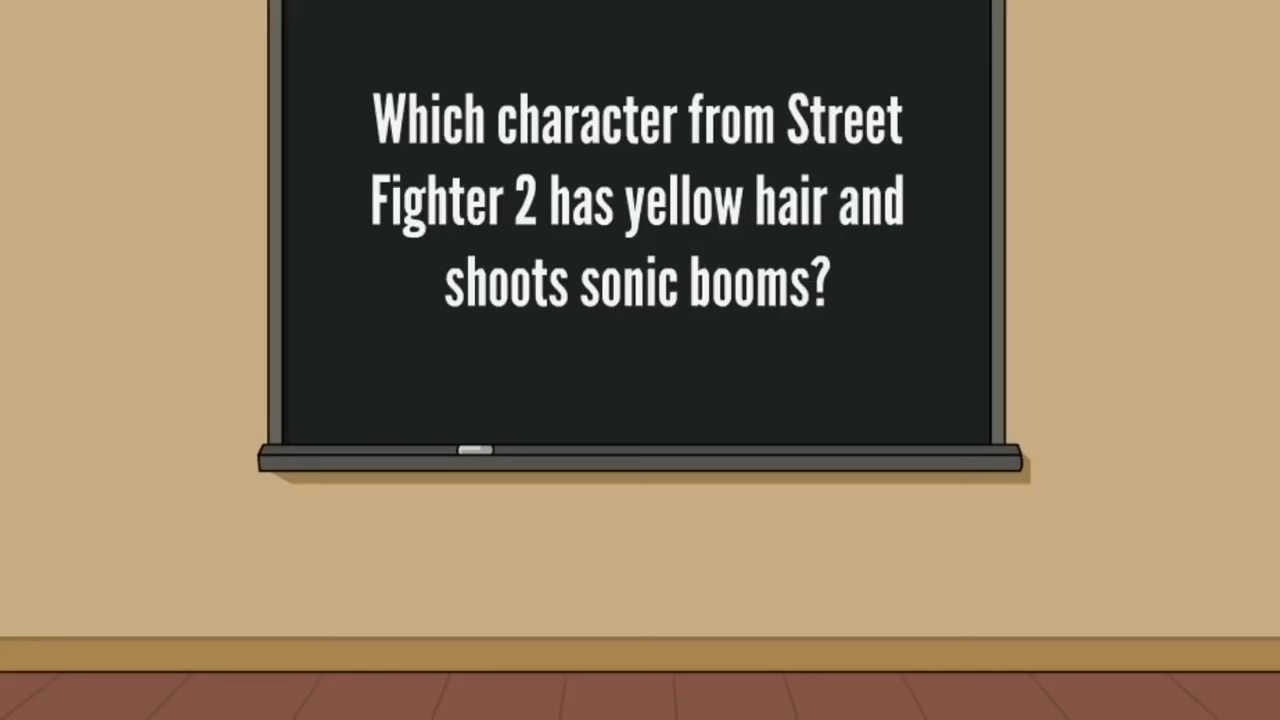 Which character from Street
Fighter 2 has yellow hair and
shoots sonic booms?